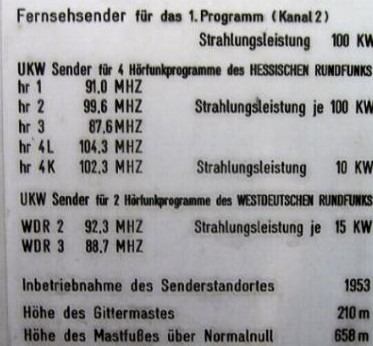 Fernsehsender für das 1. Programm (Kanal 2)
Strahlungsleistung 100 KW
UKW Sender für 4 Hörfunkprogramme des HESSISCHEN RUNDFUNKS
hr 1 91,0 MHZ
hr 2 99,6 MHZ Strahlungsleistung je 100 KW
hr 3 87,6 MHZ
hr 4L 104,3 MHZ
hr 4K 102,3 MHZ Strahlungsleistung 10 KW
UKW Sender für 2 Hörfunkprogramme des WESTDEUTSCHEN RUNDFUNKS
WDR 2 92,3 MHZ Strahlungsleistung je 15 KW
WDR 3 88,7 MHZ
Inbetriebnahme des Senderstandortes 1953
Höhe des Gittermastes 210 m
Höhe des Mastfußes über Normalnull 658 m